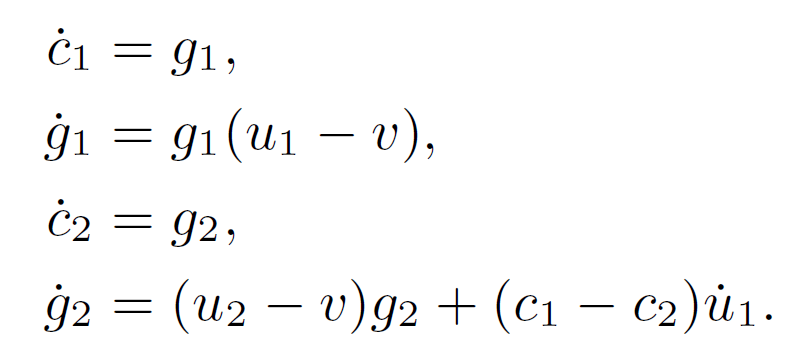 ċ₁ = g₁,
ġ₁ = g₁(u₁ − v),
ċ₂ = g₂,
ġ₂ = (u₂ − v)g₂ + (c₁ − c₂)u̇₁.